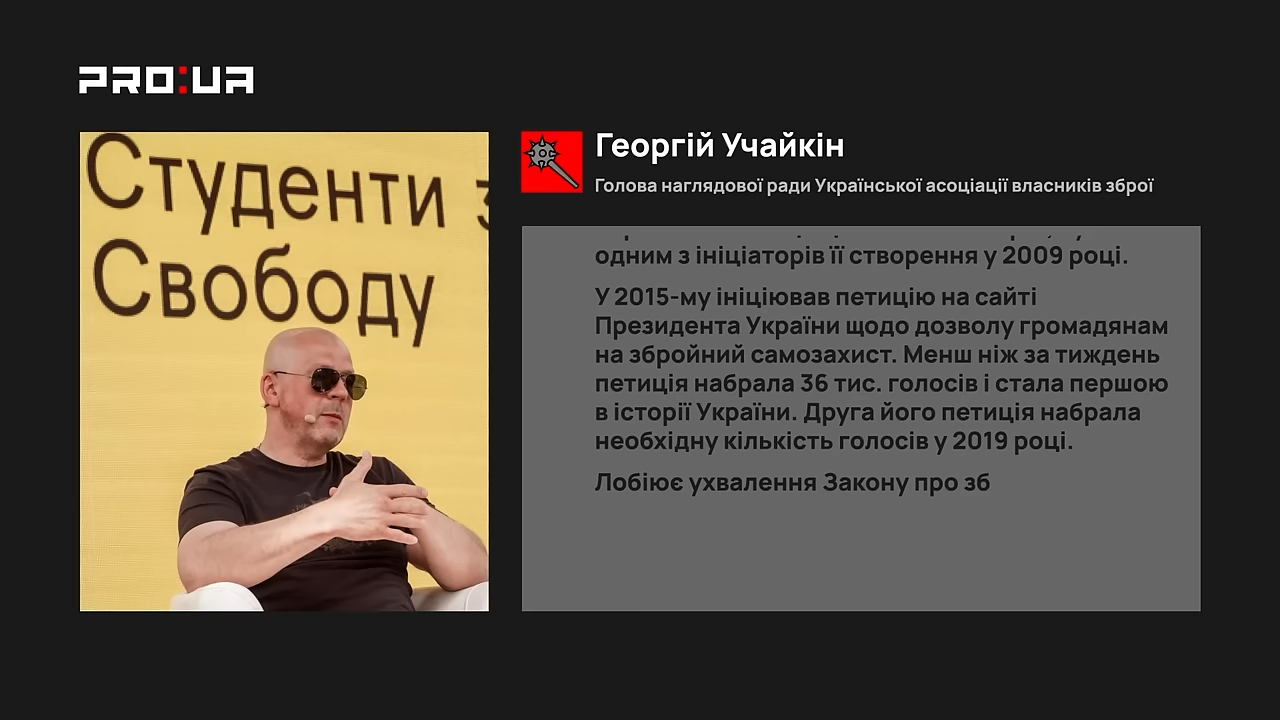 PRO:UA
Студенти з
Свободу
Георгій Учайкін
Голова наглядової ради Української асоціації власників зброї
одним з ініціаторів її створення у 2009 році.
У 2015-му ініціював петицію на сайті
Президента України щодо дозволу громадянам
на збройний самозахист. Менш ніж за тиждень
петиція набрала 36 тис. голосів і стала першою
в історії України. Друга його петиція набрала
необхідну кількість голосів у 2019 році.
Лобіює ухвалення Закону про зб